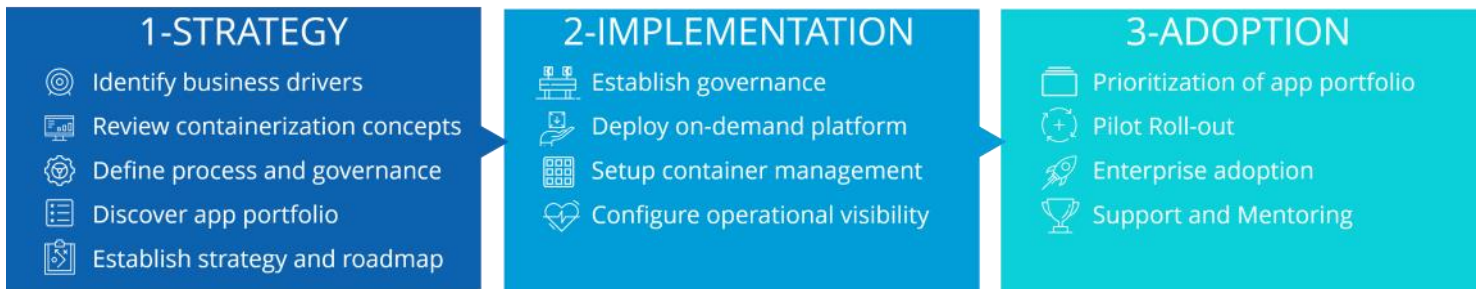 1-STRATEGY
Identify business drivers
Review containerization concepts
Define process and governance
Discover app portfolio
Establish strategy and roadmap
2-IMPLEMENTATION
Establish governance
Deploy on-demand platform
Setup container management
Configure operational visibility
3-ADOPTION
Prioritization of app portfolio
Pilot Roll-out
Enterprise adoption
Support and Mentoring